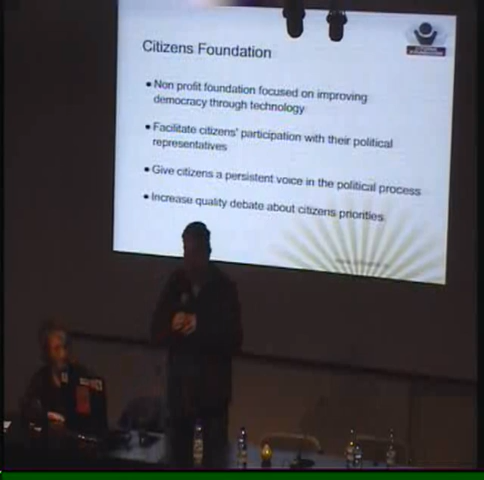 Citizens Foundation
• Non profit foundation focused on improving
democracy through technology
• Facilitate citizens' participation with their political
representatives
• Give citizens a persistent voice in the political process
• Increase quality debate about citizens priorities